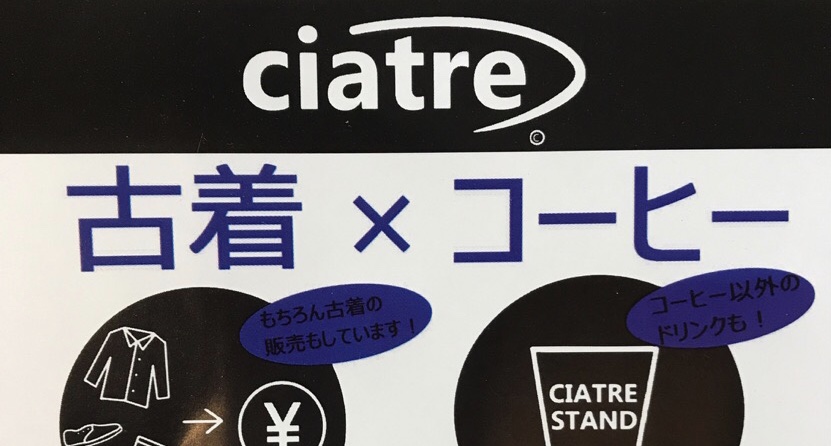 ciatre
©
古着 × コーヒー
もちろん古着の
販売もしています！
コーヒー以外の
ドリンクも！
¥
CIATRE
STAND